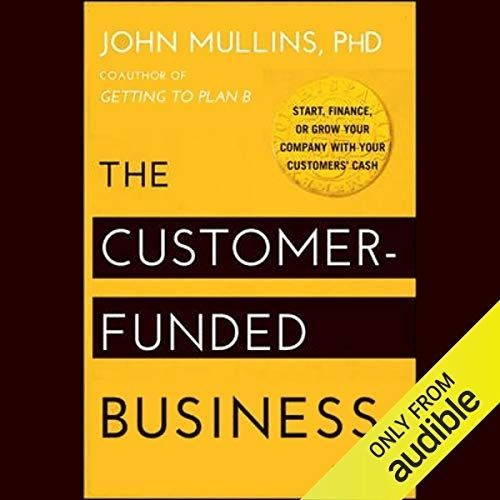 JOHN MULLINS, PHD
COAUTHOR OF
GETTING TO PLAN B
START, FINANCE,
OR GROW YOUR
COMPANY WITH YOUR
CUSTOMERS' CASH
THE
CUSTOMER-
FUNDED
BUSINESS
ONLY FROM
audible